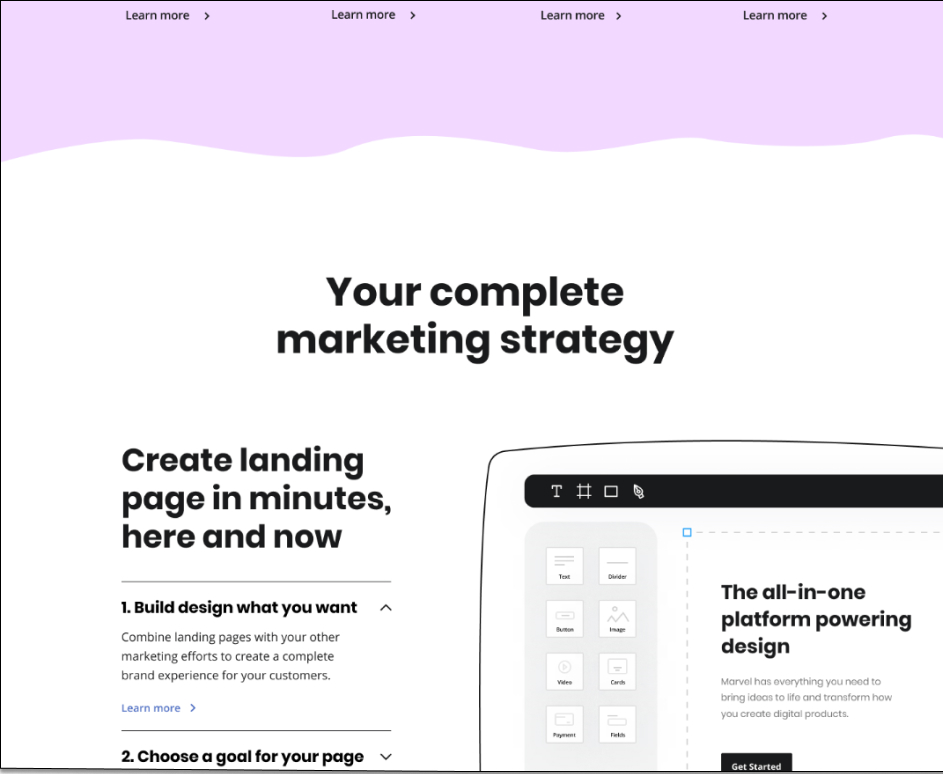 Learn more
Learn more
Learn more
Learn more
Your complete
marketing strategy
Create landing
page in minutes,
here and now
1. Build design what you want
Combine landing pages with your other
marketing efforts to create a complete
brand experience for your customers.
Learn more
2. Choose a goal for your page
Text
Divider
Button
Image
Video
Cards
Payment
Fields
The all-in-one
platform powering
design
Marvel has everything you need to
bring ideas to life and transform how
you create digital products.
Get Started